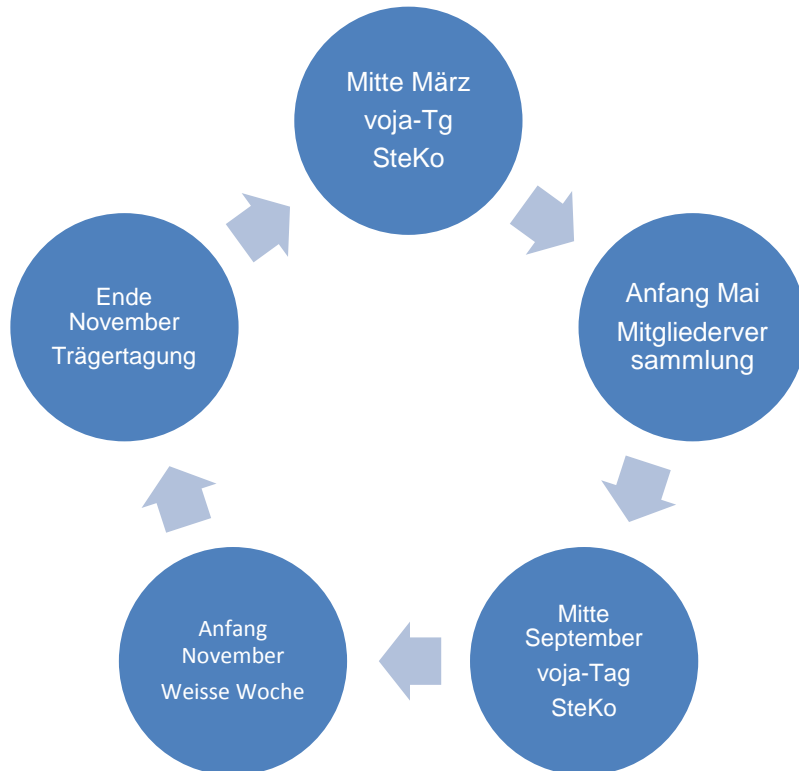 Mitte März
voja-Tg
SteKo
Anfang Mai
Mitgliederver
sammlung
Mitte
September
voja-Tag
SteKo
Anfang
November
Weisse Woche
Ende
November
Trägertagung